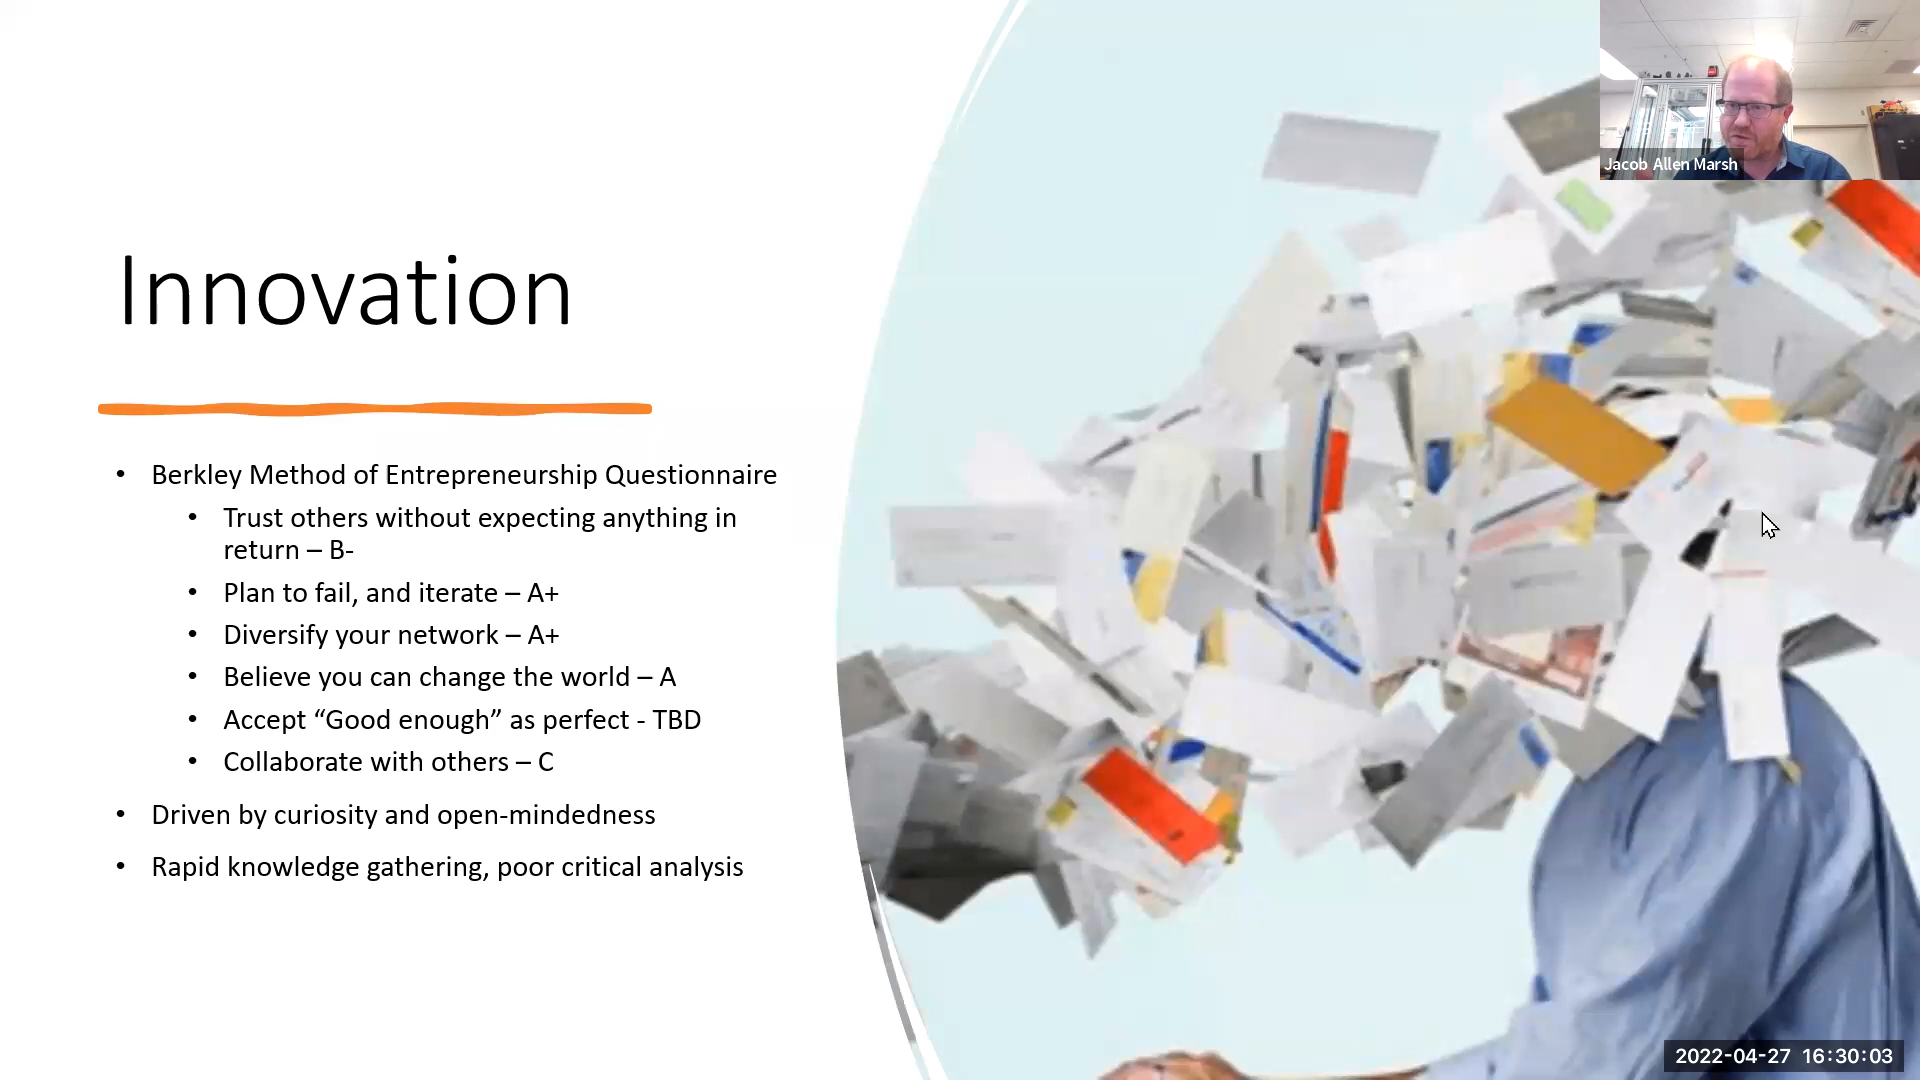 Jacob Allen Marsh
Innovation
• Berkley Method of Entrepreneurship Questionnaire
• Trust others without expecting anything in
return – B-
• Plan to fail, and iterate – A+
• Diversify your network – A+
• Believe you can change the world – A
• Accept “Good enough” as perfect - TBD
• Collaborate with others – C
• Driven by curiosity and open-mindedness
• Rapid knowledge gathering, poor critical analysis
2022-04-27 16:30:03